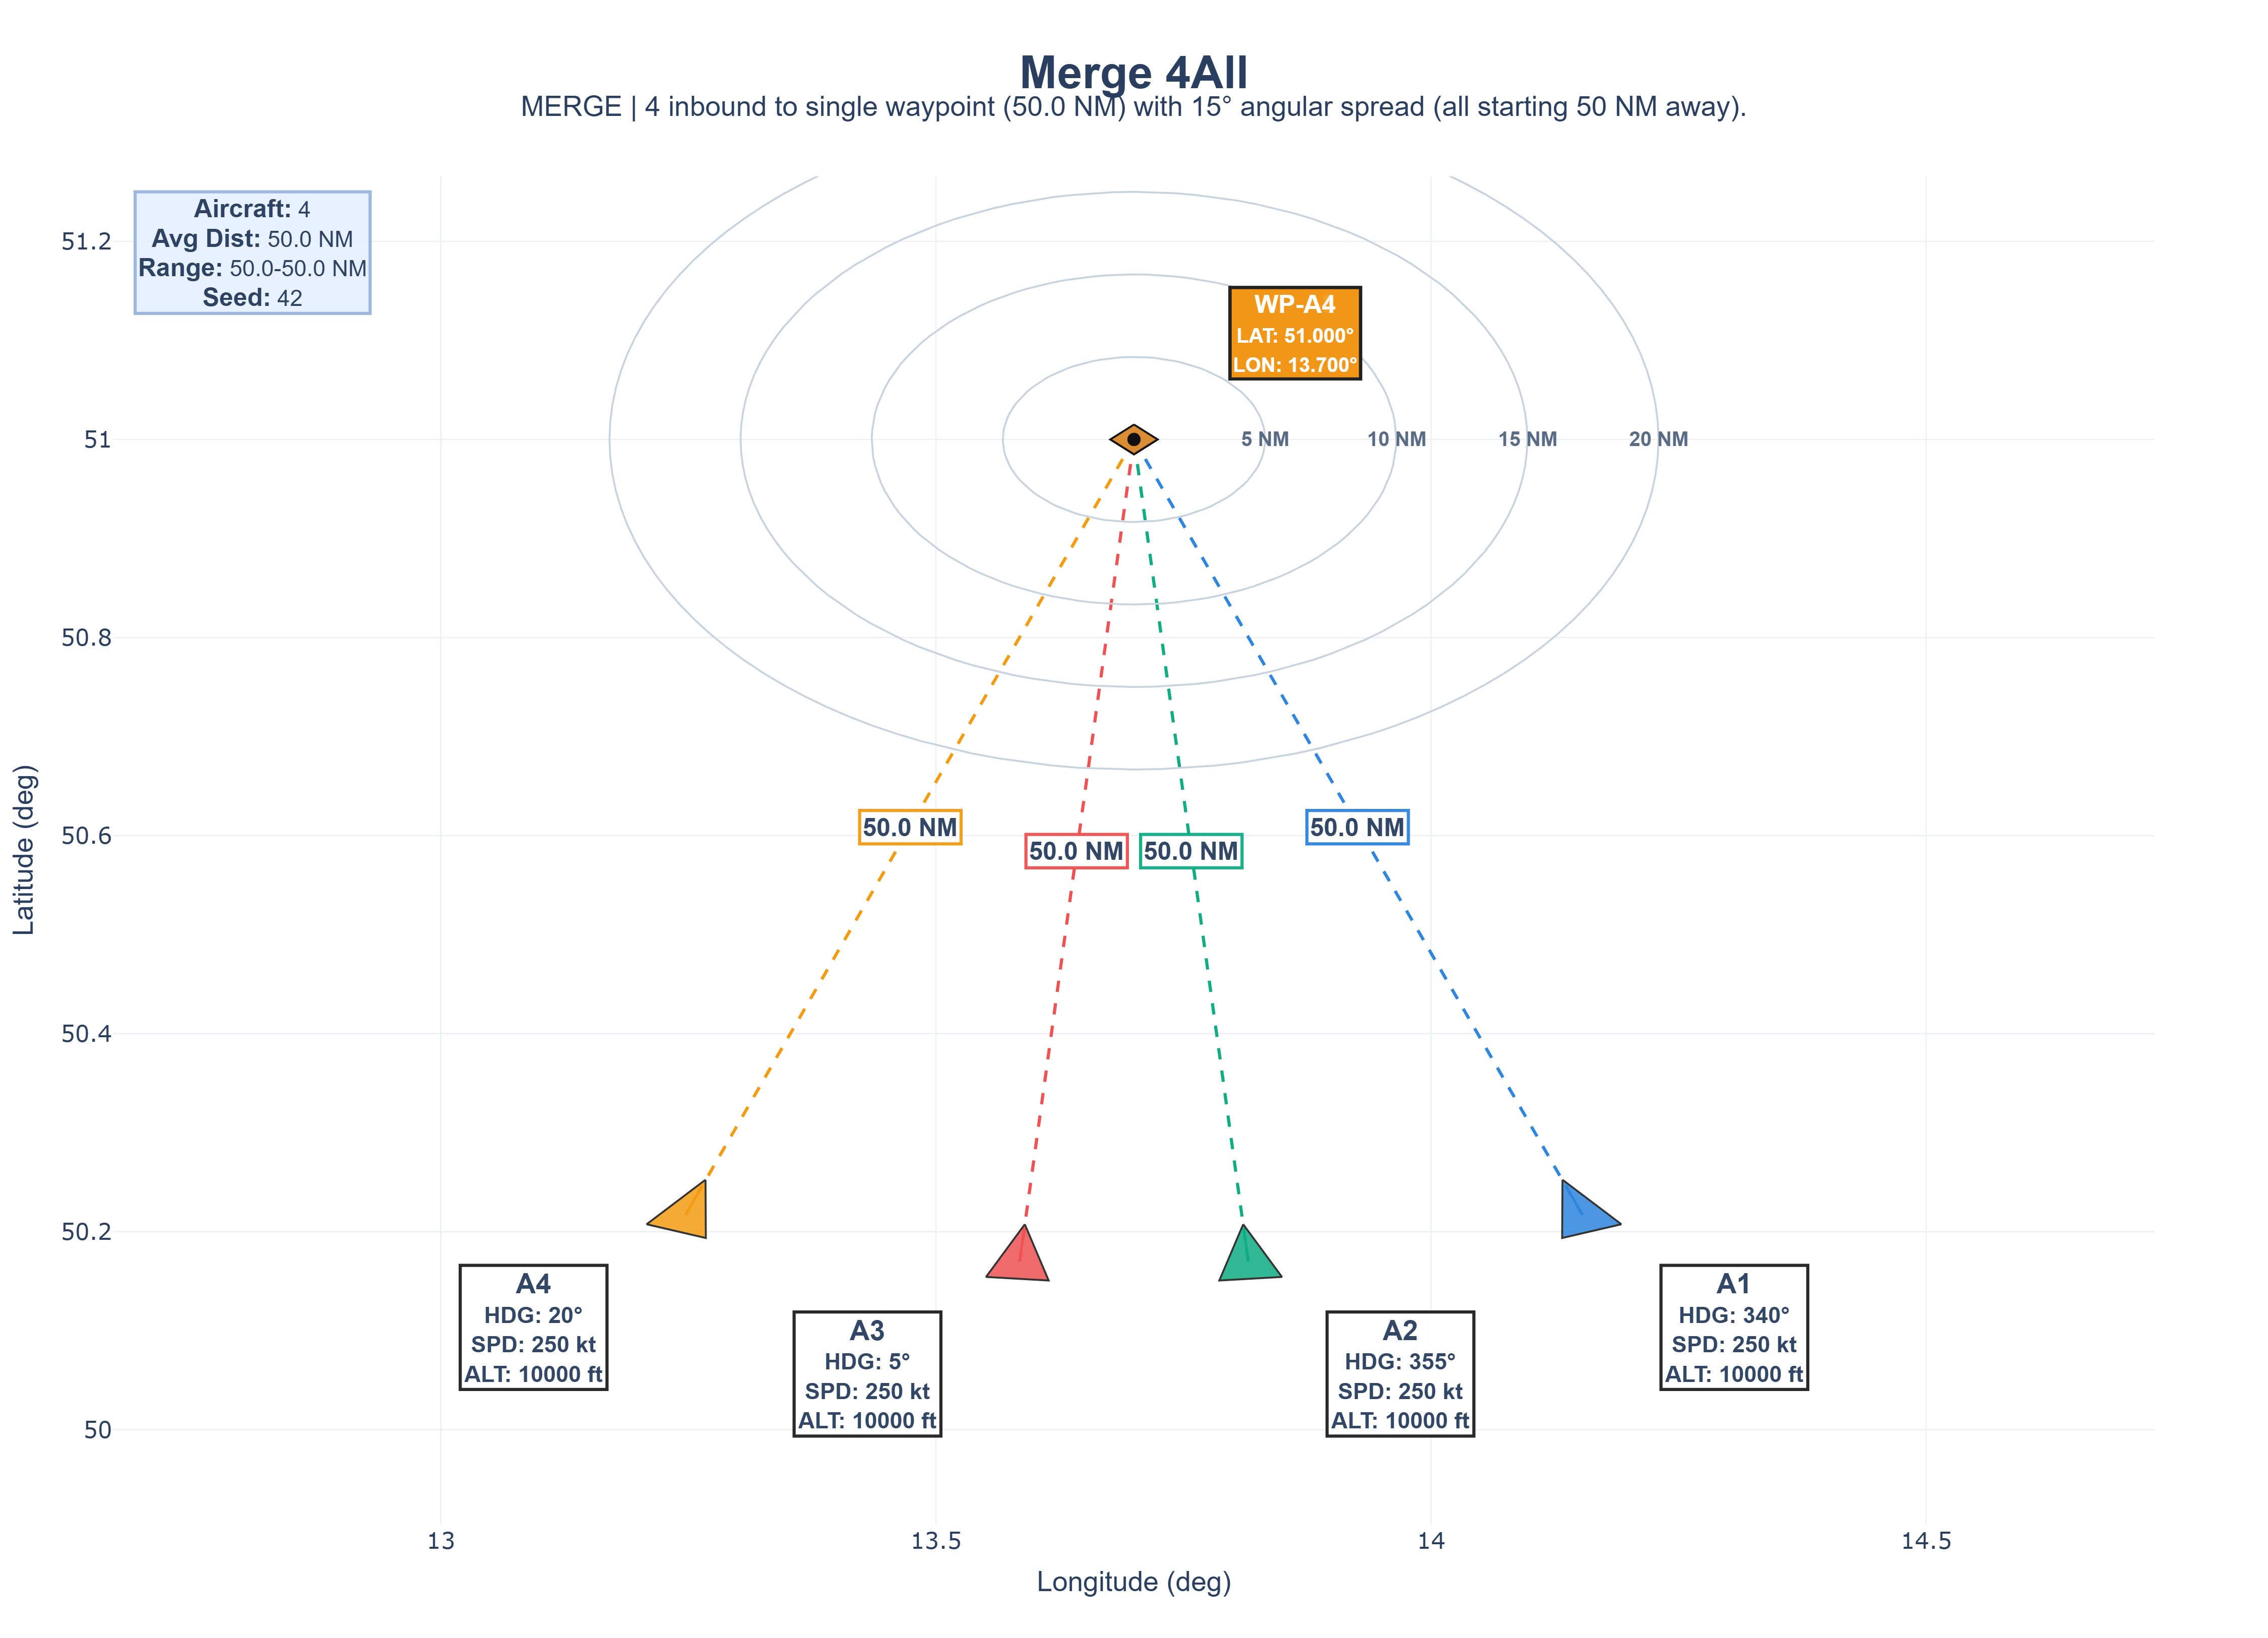 Merge 4All
MERGE | 4 inbound to single waypoint (50.0 NM) with 15° angular spread (all starting 50 NM away).
Aircraft: 4
Avg Dist: 50.0 NM
Range: 50.0-50.0 NM
Seed: 42
WP-A4
LAT: 51.000°
LON: 13.700°
5 NM
10 NM
15 NM
20 NM
50.0 NM
50.0 NM
50.0 NM
50.0 NM
A4
HDG: 20°
SPD: 250 kt
ALT: 10000 ft
A3
HDG: 5°
SPD: 250 kt
ALT: 10000 ft
A2
HDG: 355°
SPD: 250 kt
ALT: 10000 ft
A1
HDG: 340°
SPD: 250 kt
ALT: 10000 ft
51.2
51
50.8
50.6
50.4
50.2
50
Latitude (deg)
13
13.5
14
14.5
Longitude (deg)